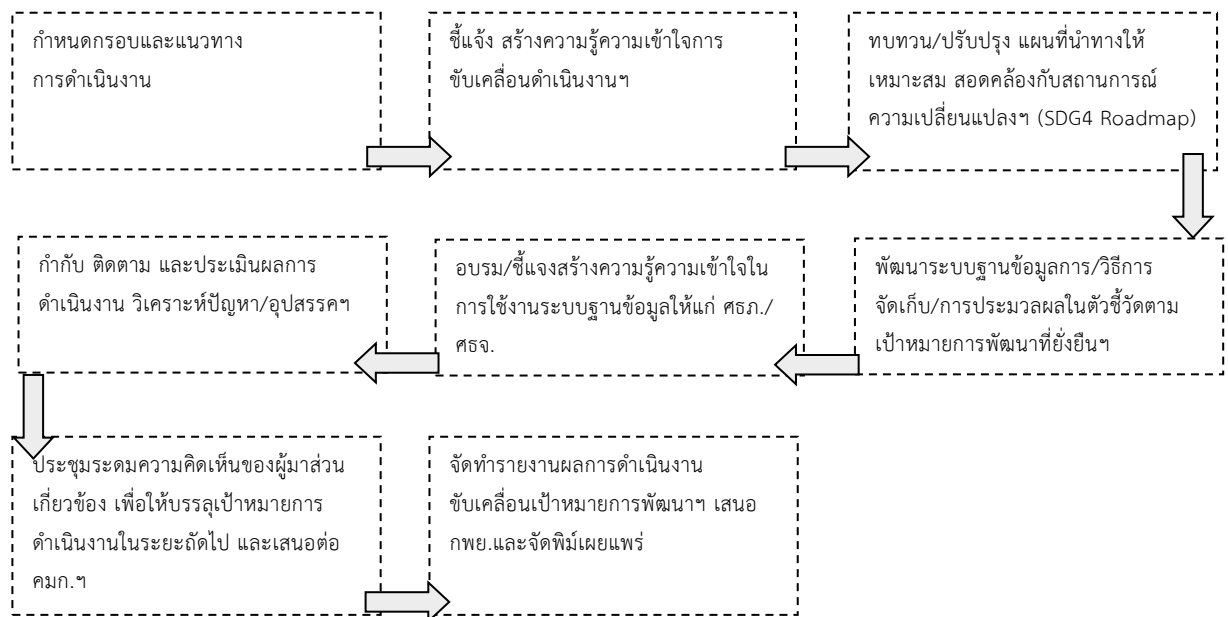 กำหนดกรอบและแนวทาง
การดำเนินงาน
ชี้แจ้ง สร้างความรู้ความเข้าใจการ
ขับเคลื่อนดำเนินงานฯ
ทบทวน/ปรับปรุง แผนที่นำทางให้
เหมาะสม สอดคล้องกับสถานการณ์
ความเปลี่ยนแปลงฯ (SDG4 Roadmap)
พัฒนาระบบฐานข้อมูลการ/วิธีการ
จัดเก็บ/การประมวลผลในตัวชี้วัดตาม
เป้าหมายการพัฒนาที่ยั่งยืนฯ
อบรม/ชี้แจงสร้างความรู้ความเข้าใจใน
การใช้งานระบบฐานข้อมูลให้แก่ ศธภ./
ศธจ.
กำกับ ติดตาม และประเมินผลการ
ดำเนินงาน วิเคราะห์ปัญหา/อุปสรรคฯ
ประชุมระดมความคิดเห็นของผู้มาส่วน
เกี่ยวข้อง เพื่อให้บรรลุเป้าหมายการ
ดำเนินงานในระยะถัดไป และเสนอต่อ
คมก.ฯ
จัดทำรายงานผลการดำเนินงาน
ขับเคลื่อนเป้าหมายการพัฒนาฯ เสนอ
กพย.และจัดพิม์เผยแพร่